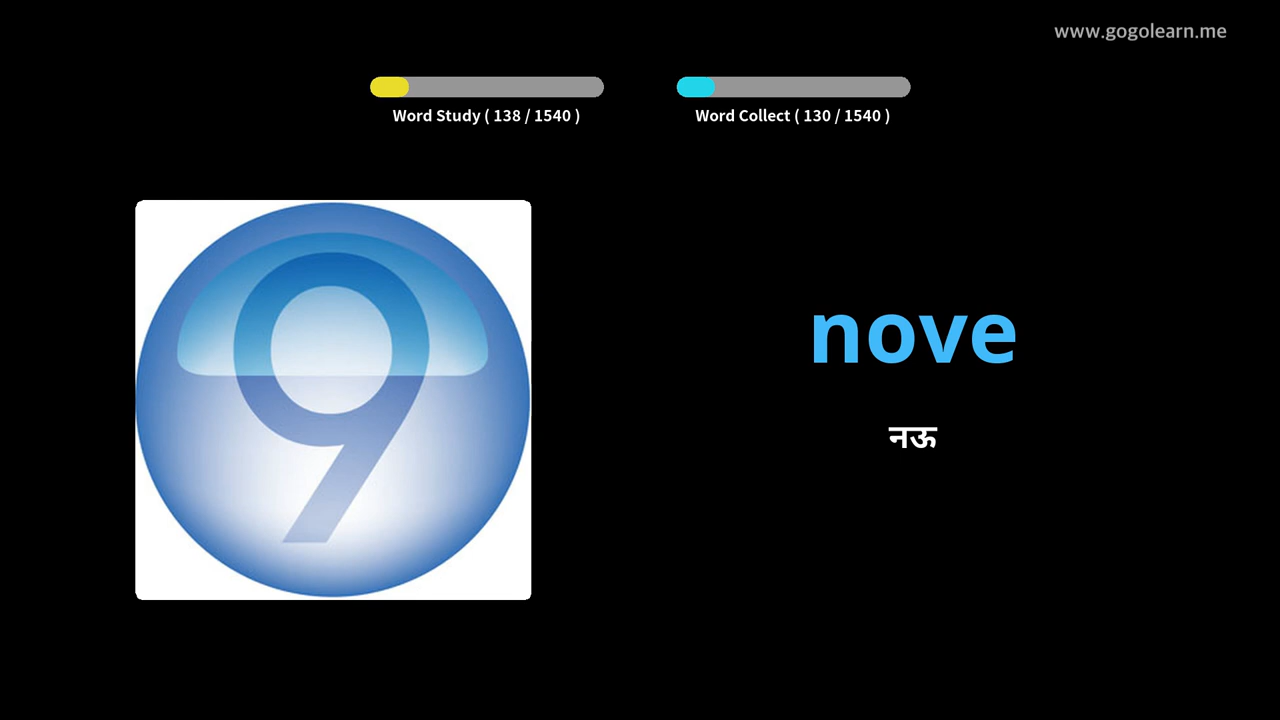 www.gogolearn.me
Word Study ( 138 / 1540 )
Word Collect ( 130 / 1540 )
9
nove
नऊ